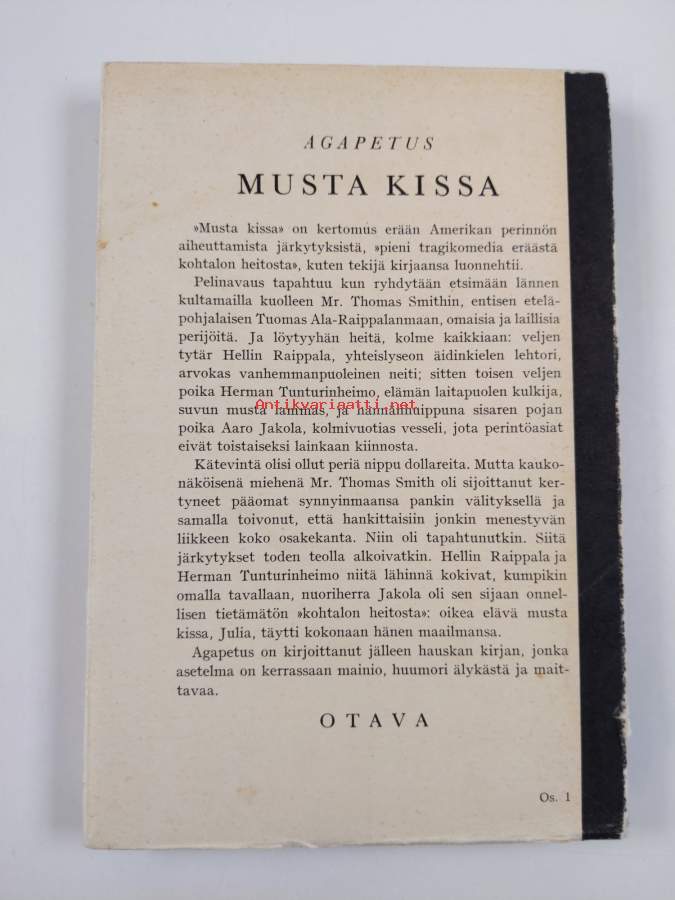 AGAPETUS
MUSTA KISSA
»Musta kissa» on kertomus erään Amerikan perinnön
aiheuttamista järkytyksistä, »pieni tragikomedia eräästä
kohtalon heitosta», kuten tekijä kirjaansa luonnehtii.
Pelinavaus tapahtuu kun ryhdytään etsimään lännen
kultamailla kuolleen Mr. Thomas Smithin, entisen etelä-
pohjalaisen Tuomas Ala-Raippalanmaan, omaisia ja laillisia
perijöitä. Ja löytyyhän heitä, kolme kaikkiaan: veljen
tytär Hellin Raippala, yhteislyseon äidinkielen lehtori,
arvokas vanhemmanpuoleinen neiti; sitten toisen veljen
poika Herman Tunturinheimo, elämän laitapuolen kulkija,
Antikvariaatti.net
suvun musta lammas, ja hännänhuippuna sisaren pojan
poika Aaro Jakola, kolmivuotias vesseli, jota perintöasiat
eivät toistaiseksi lainkaan kiinnosta.
Kätevintä olisi ollut periä nippu dollareita. Mutta kauko-
näköisenä miehenä Mr. Thomas Smith oli sijoittanut ker-
tyneet pääomat synnyinmaansa pankin välityksellä ja
samalla toivonut, että hankittaisiin jonkin menestyvän
liikkeen koko osakekanta. Niin oli tapahtunutkin. Siitä
järkytykset toden teolla alkoivatkin. Hellin Raippala ja
Herman Tunturinheimo niitä lähinnä kokivat, kumpikin
omalla tavallaan, nuoriherra Jakola oli sen sijaan onnel-
lisen tietämätön »kohtalon heitosta»: oikea elävä musta
kissa, Julia, täytti kokonaan hänen maailmansa.
Agapetus on kirjoittanut jälleen hauskan kirjan, jonka
asetelma on kerrassaan mainio, huumori älykästä ja mait-
tavaa.
OTAVA
Os. 1